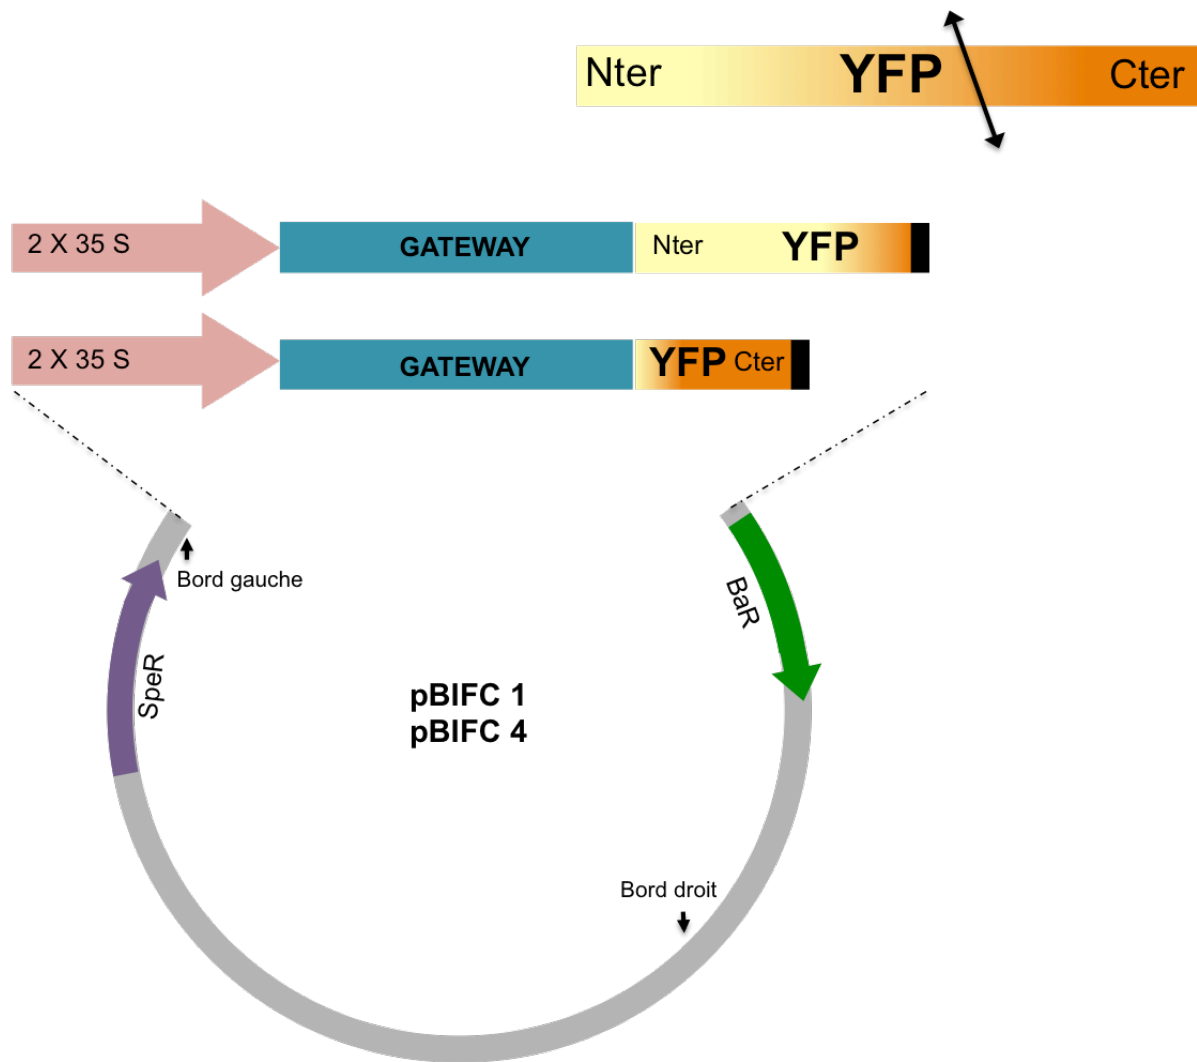 Nter YFP Cter
2 X 35 S GATEWAY Nter YFP
2 X 35 S GATEWAY YFP Cter
Bord gauche
BaR
SpeR
pBIFC 1
pBIFC 4
Bord droit